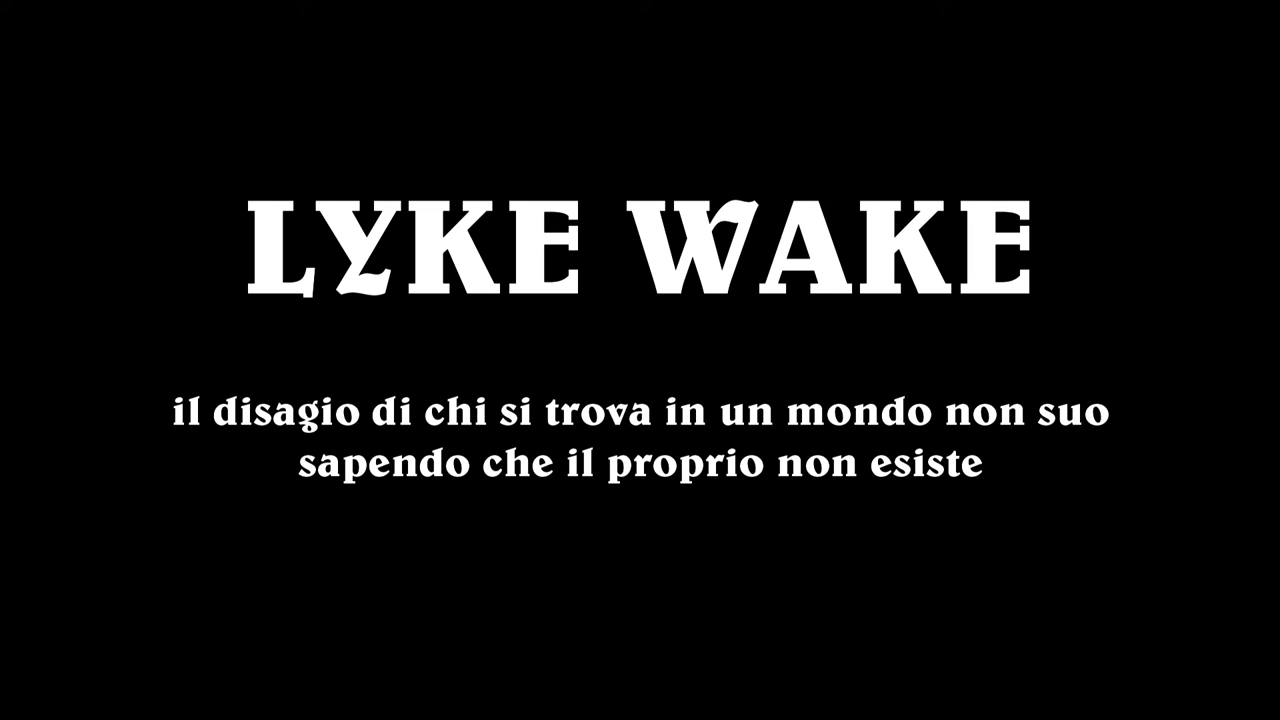 LYKE WAKE
il disagio di chi si trova in un mondo non suo
sapendo che il proprio non esiste